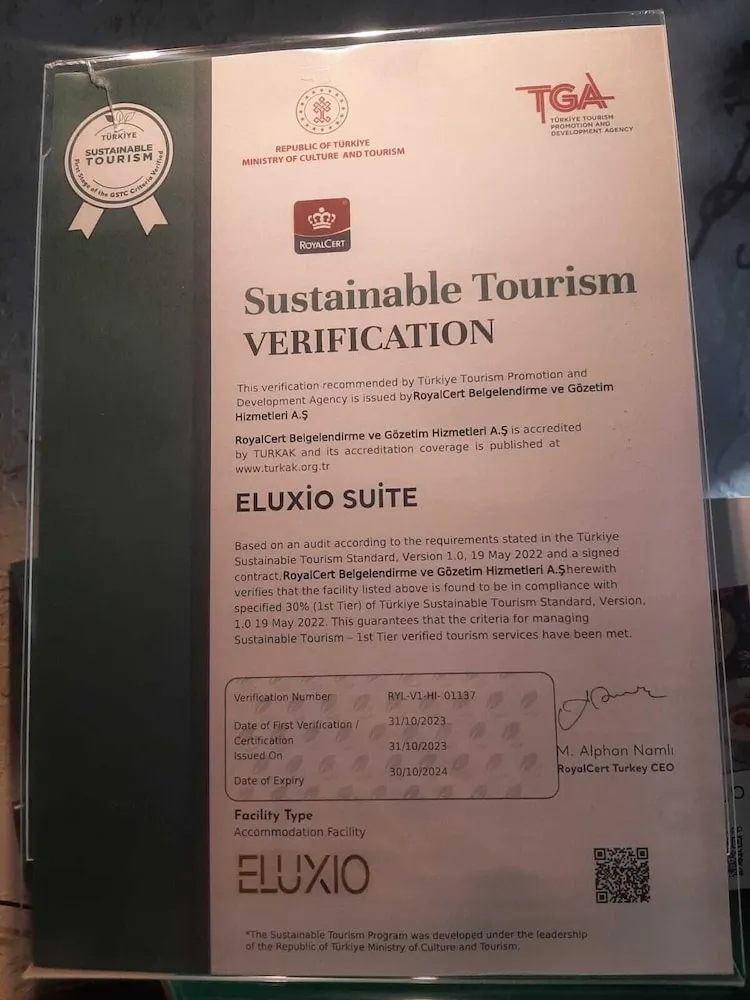 TÜRKİYE
SUSTAINABLE
TOURISM
First Stage of the GSTC Criteria Verified
REPUBLIC OF TÜRKİYE
MINISTRY OF CULTURE AND TOURISM
TGA
TÜRKİYE TOURISM
PROMOTION AND
DEVELOPMENT AGENCY
ROYALCERT
Sustainable Tourism
VERIFICATION
This verification recommended by Türkiye Tourism Promotion and
Development Agency is issued byRoyalCert Belgelendirme ve Gözetim
Hizmetleri A.Ş
RoyalCert Belgelendirme ve Gözetim Hizmetleri A.Ş is accredited
by TURKAK and its accreditation coverage is published at
www.turkak.org.tr
ELUXİO SUİTE
Based on an audit according to the requirements stated in the Türkiye
Sustainable Tourism Standard, Version 1.0, 19 May 2022 and a signed
contract,RoyalCert Belgelendirme ve Gözetim Hizmetleri A.Şherewith
verifies that the facility listed above is found to be in compliance with
specified 30% (1st Tier) of Türkiye Sustainable Tourism Standard, Version,
1.0 19 May 2022. This guarantees that the criteria for managing
Sustainable Tourism – 1st Tier verified tourism services have been met.
Verification Number RYL-V1-HI-.01137
Date of First Verification / 31/10/2023
Certification
Issued On 31/10/2023
Date of Expiry 30/10/2024
M. Alphan Namlı
RoyalCert Turkey CEO
Facility Type
Accommodation Facility
ELUXIO
*The Sustainable Tourism Program was developed under the leadership
of the Republic of Türkiye Ministry of Culture and Tourism.